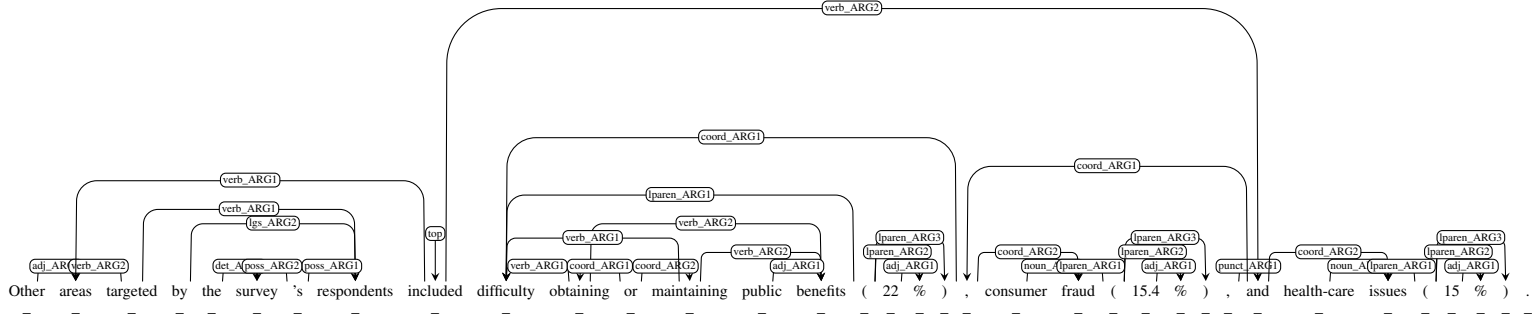 verb_ARG2
coord_ARG1
coord_ARG1
verb_ARG1
lparen_ARG1
verb_ARG1
lgs_ARG2 verb_ARG2
top verb_ARG1 lparen_ARG3 lparen_ARG3 lparen_ARG3
verb_ARG2 lparen_ARG2 coord_ARG2 lparen_ARG2 coord_ARG2 lparen_ARG2
adj_AR verb_ARG2 det_A poss_ARG2 poss_ARG1 verb_ARG1 coord_ARG1 coord_ARG2 adj_ARG1 adj_ARG1 noun_A lparen_ARG1 adj_ARG1 punct_ARG1 noun_A lparen_ARG1 adj_ARG1
Other areas targeted by the survey 's respondents included difficulty obtaining or maintaining public benefits ( 22 % ) , consumer fraud ( 15.4 % ) , and health-care issues ( 15 % ) .
_ _ _ _ _ _ _ _ _ _ _ _ _ _ _ _ _ _ _ _ _ _ _ _ _ _ _ _ _ _ _ _ _ _ _